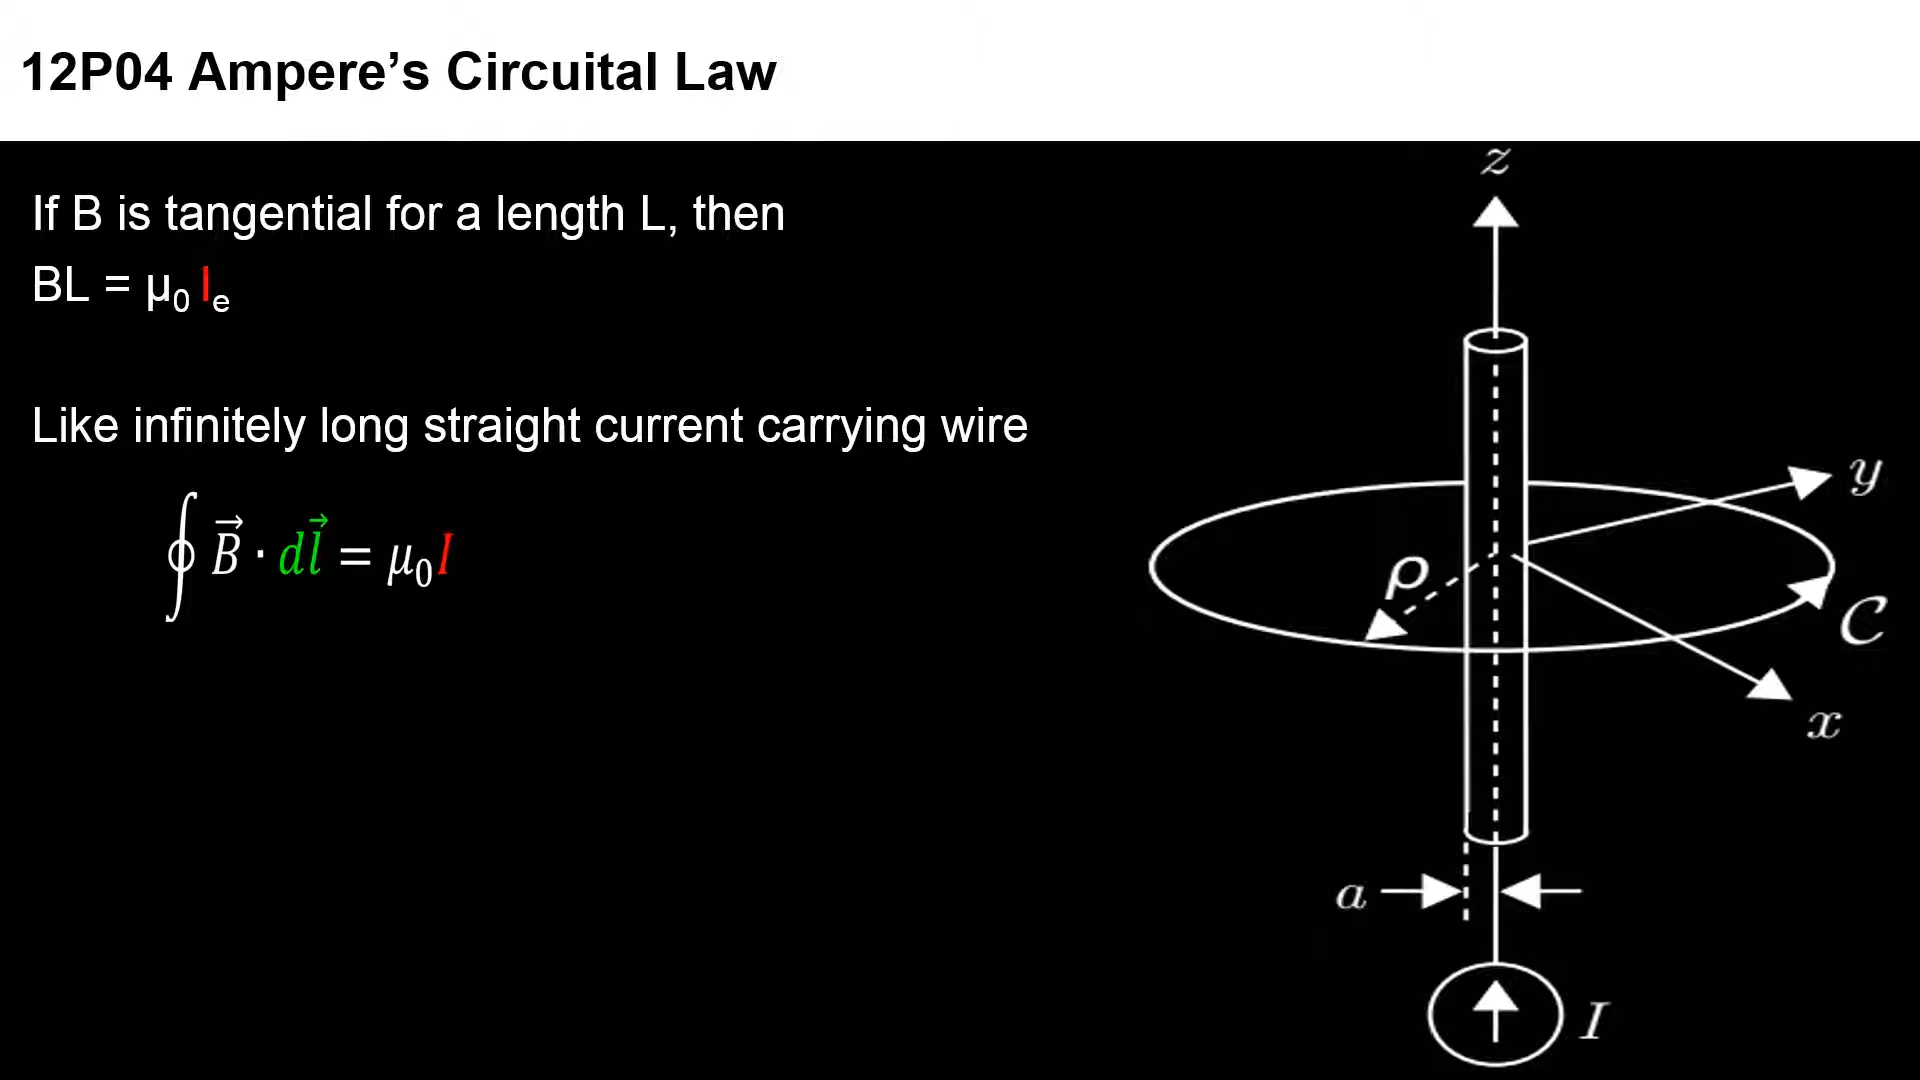 12P04 Ampere’s Circuital Law
If B is tangential for a length L, then
BL = μ₀ Iₑ
Like infinitely long straight current carrying wire
∮ B⃗ · dl⃗ = μ₀I
z
y
ρ
C
x
a
I